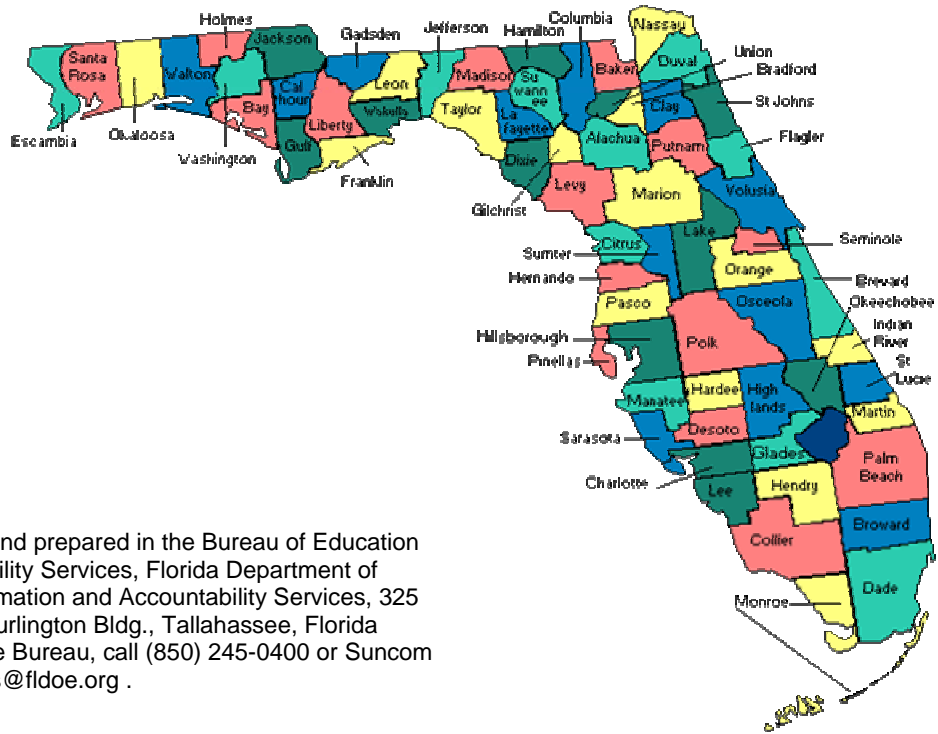 Holmes
Jackson
Gadsden
Jefferson
Hamilton
Columbia
Nassau
Santa
Rosa
Okaloosa
Walton
Escambia
Washington
Bay
Cal
houn
Gulf
Liberty
Franklin
Leon
Wakulla
Madison
Taylor
Su
wann
ee
La
fayette
Dixie
Gilchrist
Baker
Union
Bradford
Duval
Clay
St Johns
Alachua
Putnam
Flagler
Levy
Marion
Volusia
Citrus
Sumter
Lake
Seminole
Hernando
Orange
Brevard
Pasco
Osceola
Okeechobee
Indian
River
St
Lucie
Hillsborough
Polk
Pinellas
Hardee
High
lands
Manatee
Martin
Desoto
Sarasota
Glades
Palm
Beach
Charlotte
Hendry
Lee
Broward
Collier
Dade
Monroe
nd prepared in the Bureau of Education
ility Services, Florida Department of
mation and Accountability Services, 325
urlington Bldg., Tallahassee, Florida
e Bureau, call (850) 245-0400 or Suncom
s@fldoe.org .